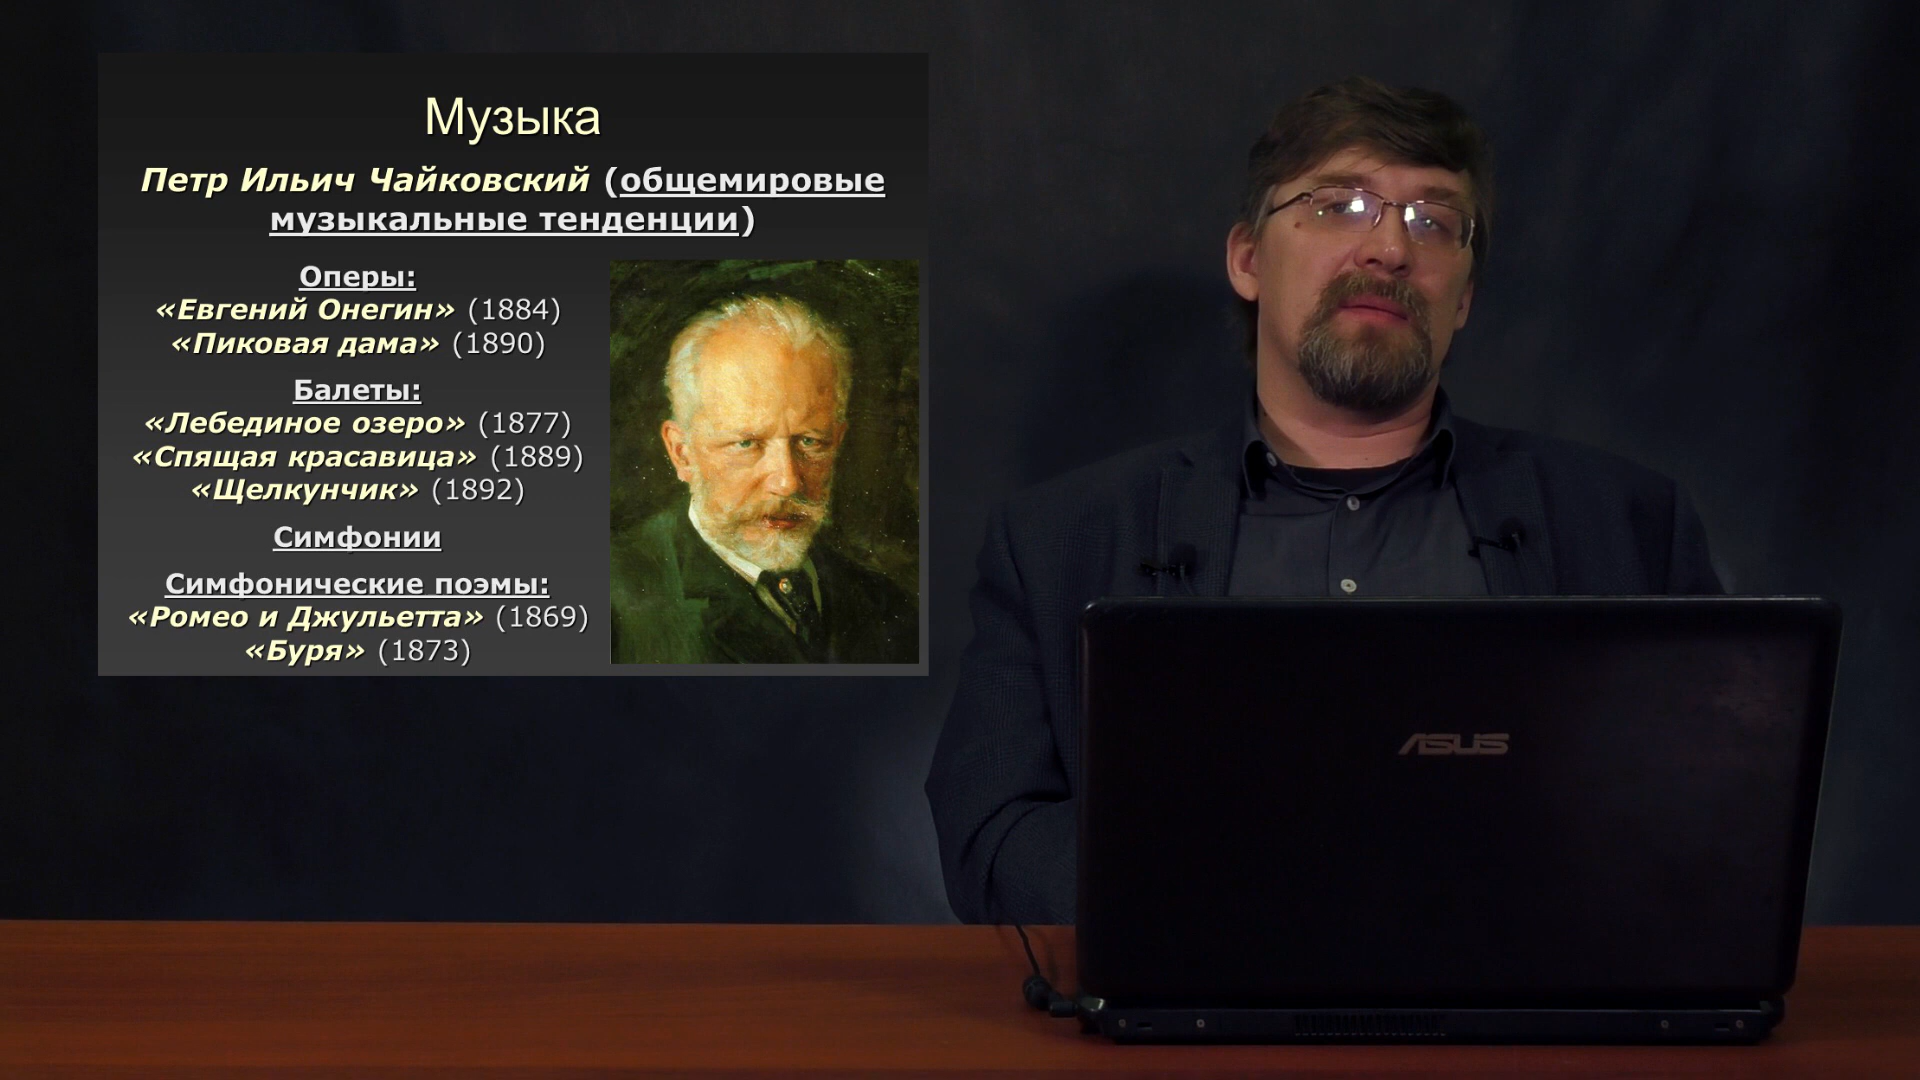 Музыка
Петр Ильич Чайковский (общемировые
музыкальные тенденции)
Оперы:
«Евгений Онегин» (1884)
«Пиковая дама» (1890)
Балеты:
«Лебединое озеро» (1877)
«Спящая красавица» (1889)
«Щелкунчик» (1892)
Симфонии
Симфонические поэмы:
«Ромео и Джульетта» (1869)
«Буря» (1873)
ASUS